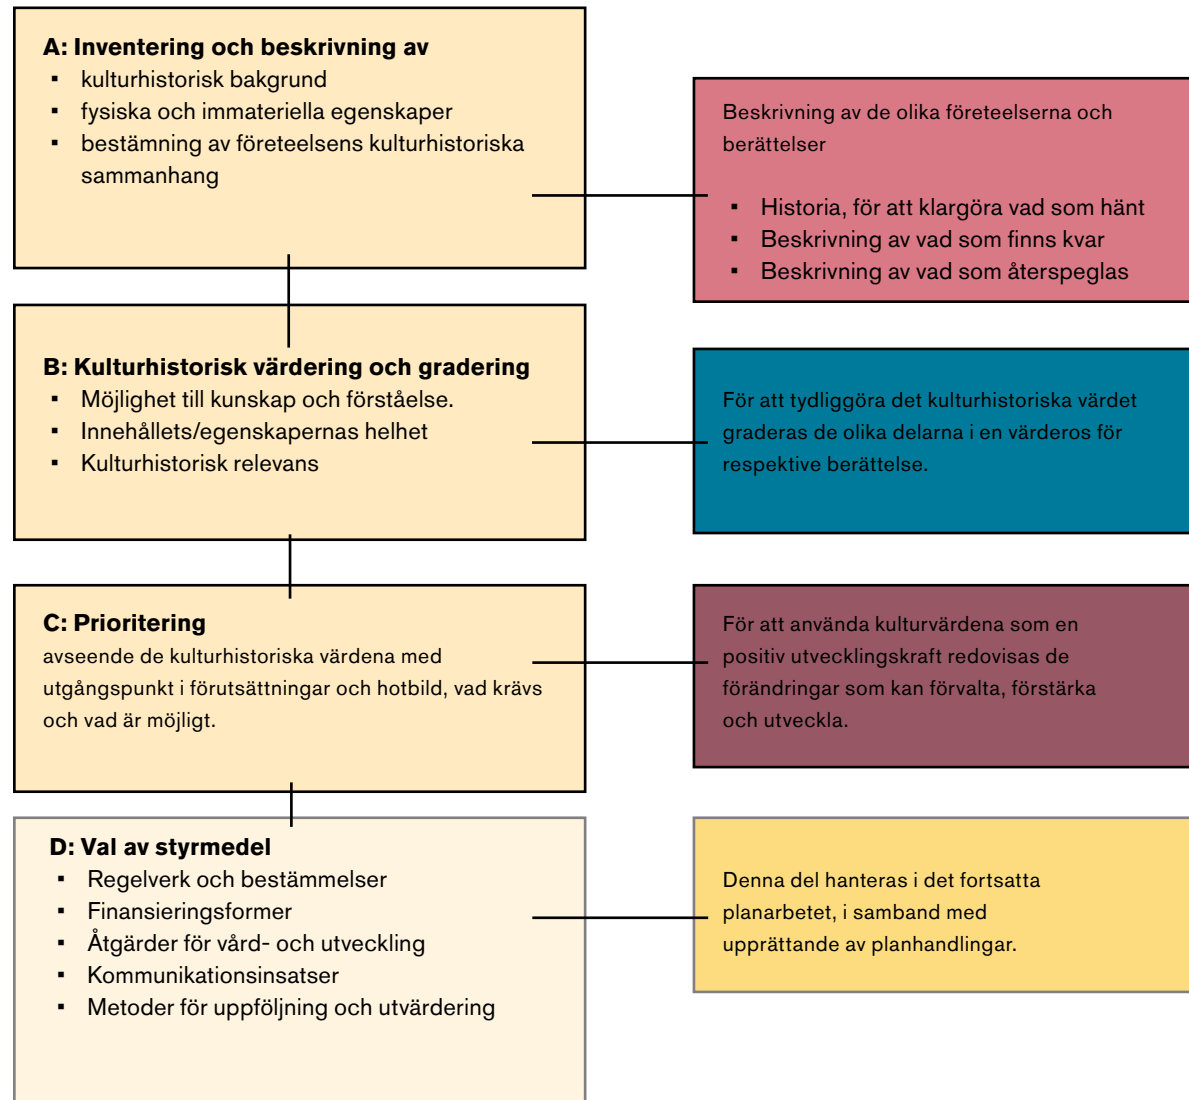 A: Inventering och beskrivning av
▪ kulturhistorisk bakgrund
▪ fysiska och immateriella egenskaper
▪ bestämning av företeelsens kulturhistoriska
sammanhang
Beskrivning av de olika företeelserna och
berättelser
▪ Historia, för att klargöra vad som hänt
▪ Beskrivning av vad som finns kvar
▪ Beskrivning av vad som återspeglas
B: Kulturhistorisk värdering och gradering
▪ Möjlighet till kunskap och förståelse.
▪ Innehållets/egenskapernas helhet
▪ Kulturhistorisk relevans
För att tydliggöra det kulturhistoriska värdet
graderas de olika delarna i en värderos för
respektive berättelse.
C: Prioritering
avseende de kulturhistoriska värdena med
utgångspunkt i förutsättningar och hotbild, vad krävs
och vad är möjligt.
För att använda kulturvärdena som en
positiv utvecklingskraft redovisas de
förändringar som kan förvalta, förstärka
och utveckla.
D: Val av styrmedel
▪ Regelverk och bestämmelser
▪ Finansieringsformer
▪ Åtgärder för vård- och utveckling
▪ Kommunikationsinsatser
▪ Metoder för uppföljning och utvärdering
Denna del hanteras i det fortsatta
planarbetet, i samband med
upprättande av planhandlingar.